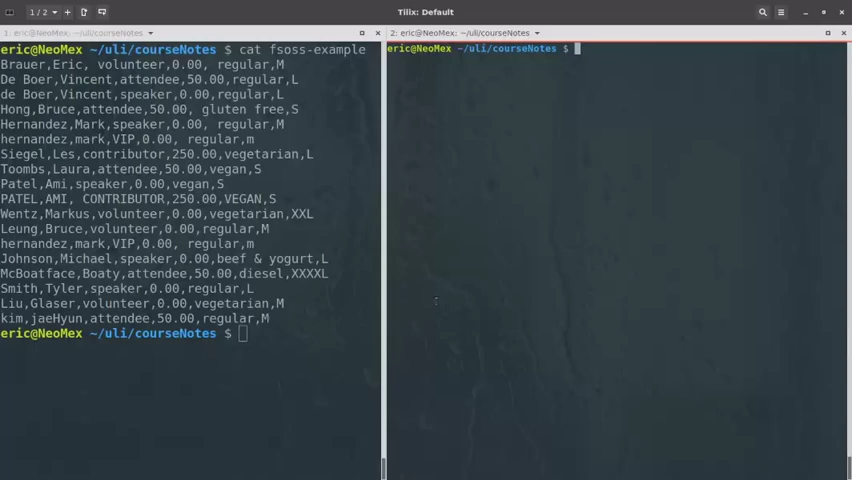 1 / 2
Tilix: Default
1: eric@NeoMex: ~/uli/courseNotes
2: eric@NeoMex: ~/uli/courseNotes
eric@NeoMex ~/uli/courseNotes $ cat fsoss-example
Brauer,Eric, volunteer,0.00, regular,M
De Boer,Vincent,attendee,50.00,regular,L
de Boer,Vincent,speaker,0.00,regular,L
Hong,Bruce,attendee,50.00, gluten free,S
Hernandez,Mark,speaker,0.00, regular,M
hernandez,mark,VIP,0.00, regular,m
Siegel,Les,contributor,250.00,vegetarian,L
Toombs,Laura,attendee,50.00,vegan,S
Patel,Ami,speaker,0.00,vegan,S
PATEL,AMI, CONTRIBUTOR,250.00,VEGAN,S
Wentz,Markus,volunteer,0.00,vegetarian,XXL
Leung,Bruce,volunteer,0.00,regular,M
hernandez,mark,VIP,0.00, regular,m
Johnson,Michael,speaker,0.00,beef & yogurt,L
McBoatface,Boaty,attendee,50.00,diesel,XXXXL
Smith,Tyler,speaker,0.00,regular,L
Liu,Glaser,volunteer,0.00,vegetarian,M
kim,jaeHyun,attendee,50.00,regular,M
eric@NeoMex ~/uli/courseNotes $
eric@NeoMex ~/uli/courseNotes $